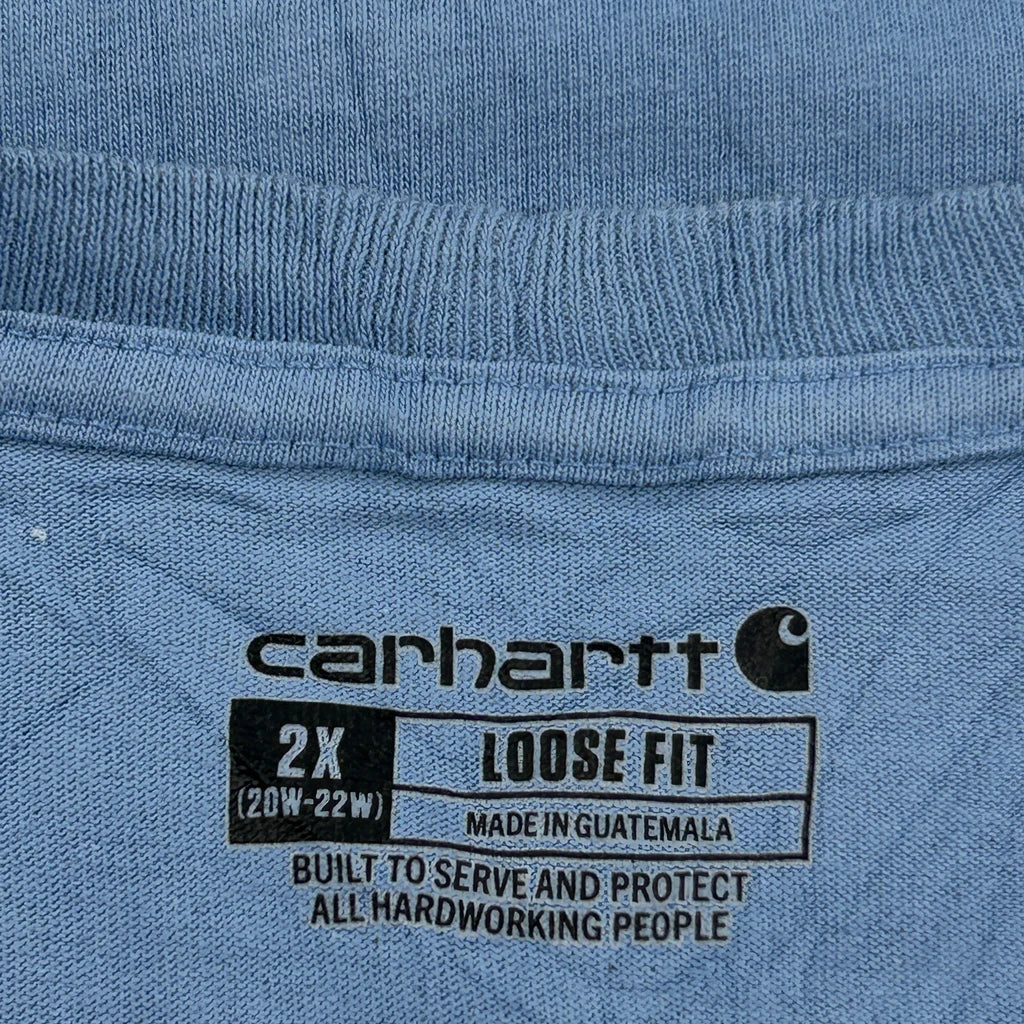 carhartt
2X
(20W-22W)
LOOSE FIT
MADE IN GUATEMALA
BUILT TO SERVE AND PROTECT
ALL HARDWORKING PEOPLE